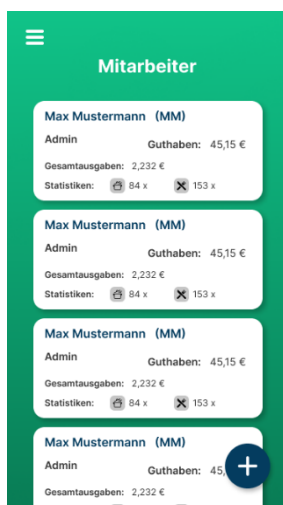 Mitarbeiter
Max Mustermann (MM)
Admin
Guthaben: 45,15 €
Gesamtausgaben: 2,232 €
Statistiken: 84 x 153 x
Max Mustermann (MM)
Admin
Guthaben: 45,15 €
Gesamtausgaben: 2,232 €
Statistiken: 84 x 153 x
Max Mustermann (MM)
Admin
Guthaben: 45,15 €
Gesamtausgaben: 2,232 €
Statistiken: 84 x 153 x
Max Mustermann (MM)
Admin
Guthaben: 45,
Gesamtausgaben: 2,232 €